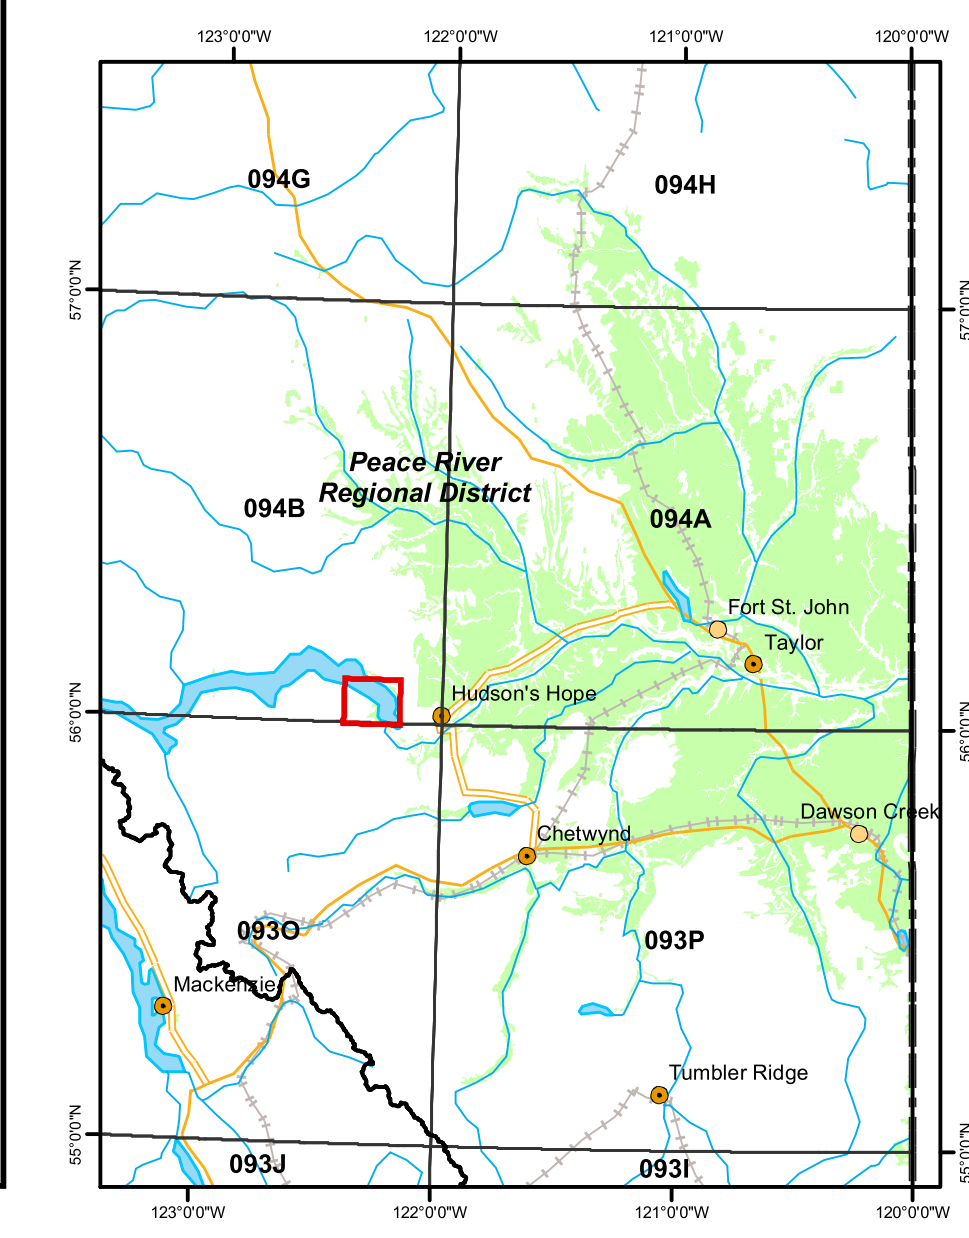 123°0'0"W
122°0'0"W
121°0'0"W
120°0'0"W
094G
094H
57°0'0"N
57°0'0"N
Peace River
Regional District
094B
094A
Fort St. John
Taylor
Hudson's Hope
56°0'0"N
56°0'0"N
Dawson Creek
Chetwynd
093O
093P
Mackenzie
Tumbler Ridge
55°0'0"N
55°0'0"N
093J
093I
123°0'0"W
122°0'0"W
121°0'0"W
120°0'0"W